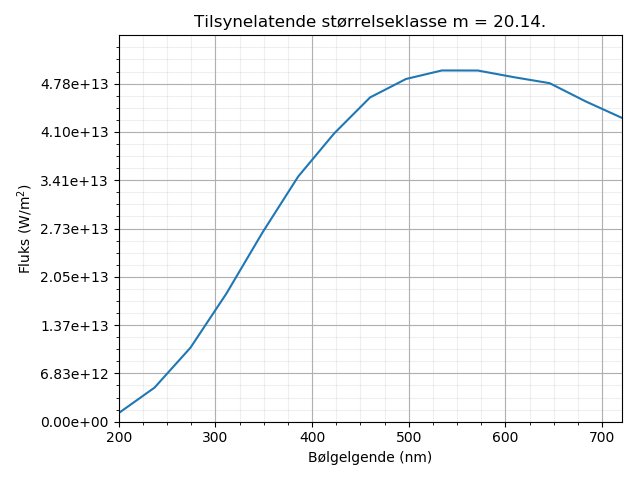 Tilsynelatende størrelseklasse m = 20.14.
4.78e+13
4.10e+13
3.41e+13
2.73e+13
2.05e+13
1.37e+13
6.83e+12
0.00e+00
Fluks (W/m²)
200 300 400 500 600 700
Bølgelgende (nm)